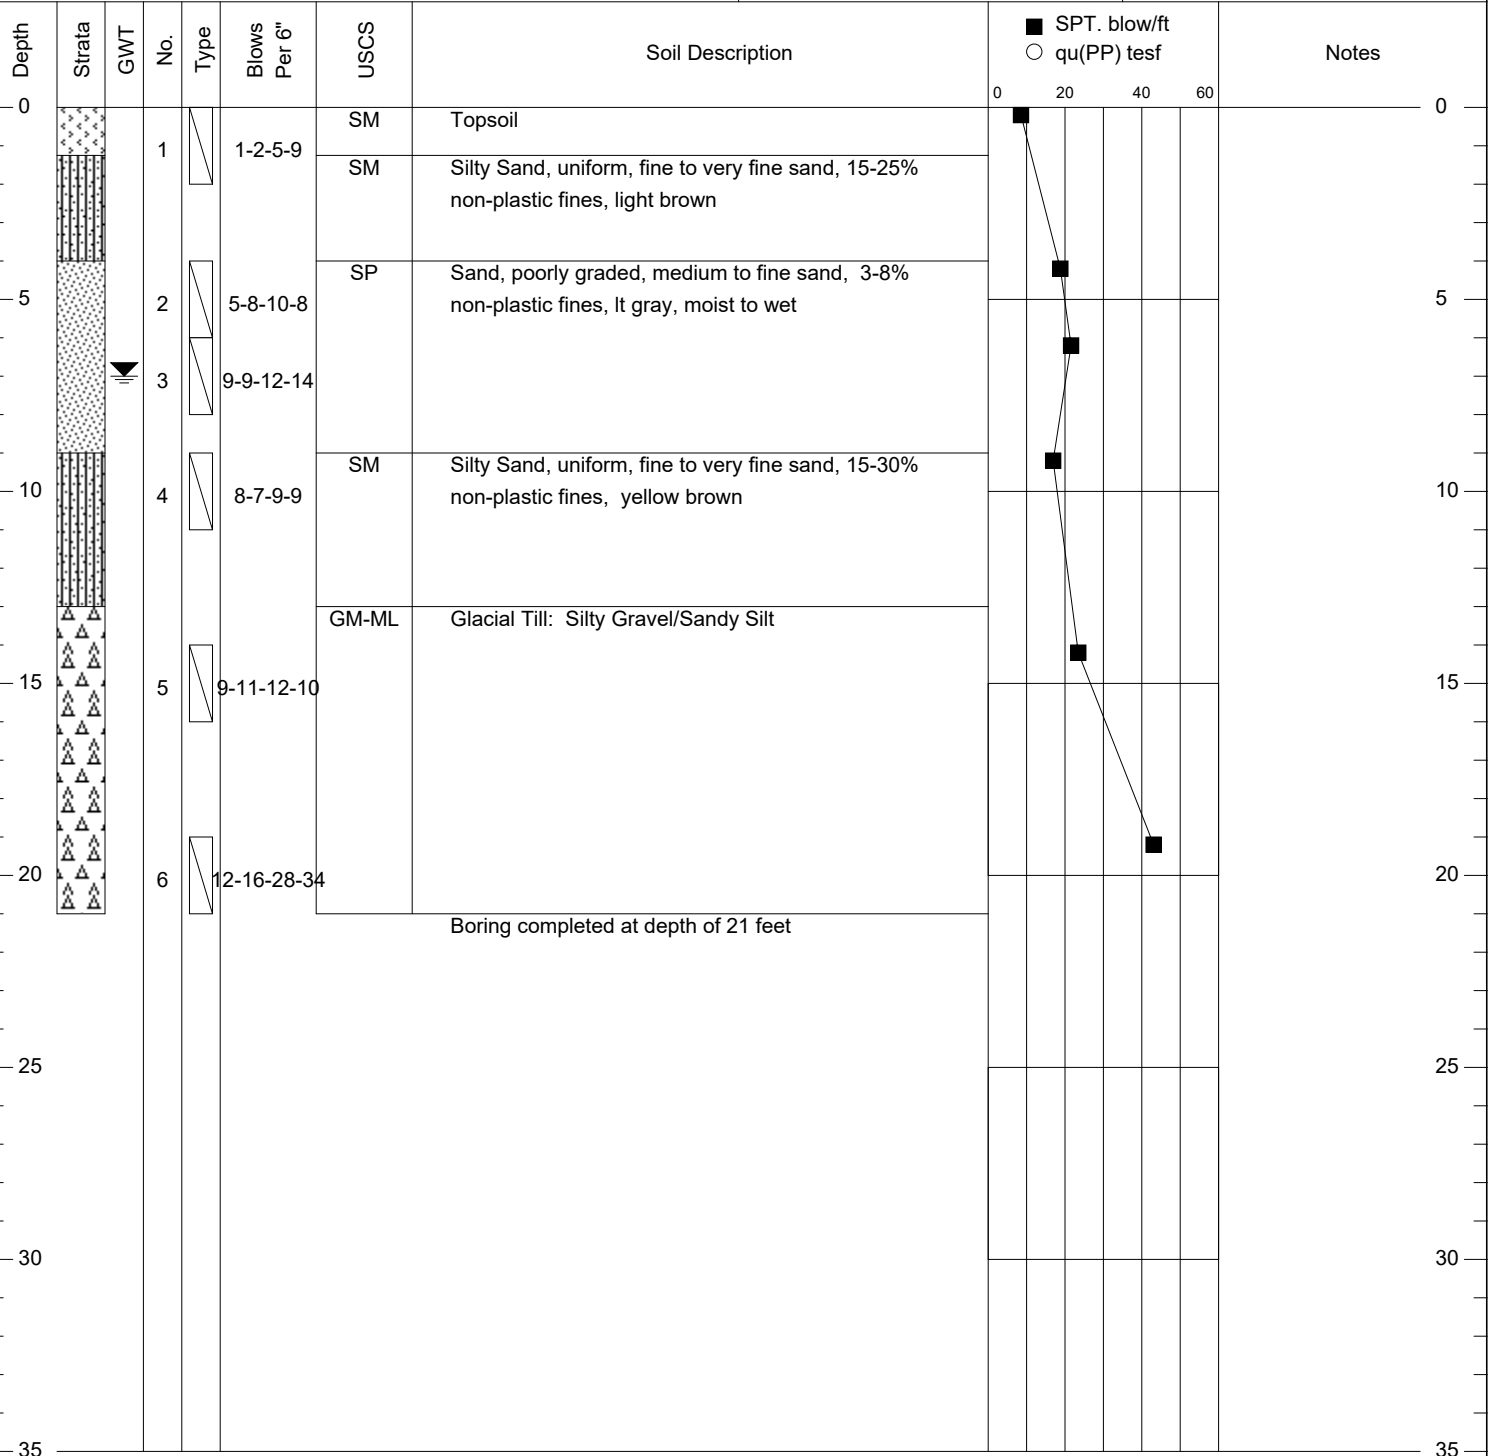 Depth
Strata
GWT
No.
Type
Blows
Per 6"
USCS
Soil Description
SPT. blow/ft
qu(PP) tesf
Notes
0 20 40 60
0 0
SM Topsoil
1 1-2-5-9
SM Silty Sand, uniform, fine to very fine sand, 15-25%
non-plastic fines, light brown
SP Sand, poorly graded, medium to fine sand, 3-8%
5 2 5-8-10-8 non-plastic fines, lt gray, moist to wet 5
3 9-9-12-14
SM Silty Sand, uniform, fine to very fine sand, 15-30%
10 4 8-7-9-9 non-plastic fines, yellow brown 10
GM-ML Glacial Till: Silty Gravel/Sandy Silt
15 5 9-11-12-10 15
20 6 12-16-28-34 20
Boring completed at depth of 21 feet
25 25
30 30
35 35